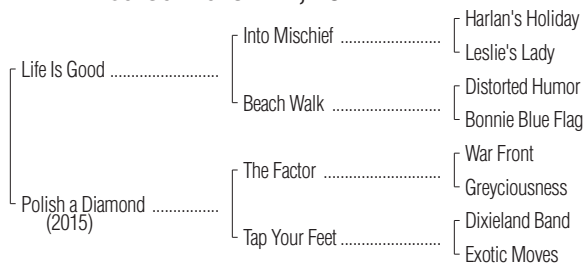 Harlan's Holiday
Into Mischief ..........................
Leslie's Lady
Life Is Good ............................
Distorted Humor
Beach Walk ............................
Bonnie Blue Flag
War Front
The Factor ..............................
Greyciousness
Polish a Diamond .................
(2015)
Dixieland Band
Tap Your Feet ..........................
Exotic Moves